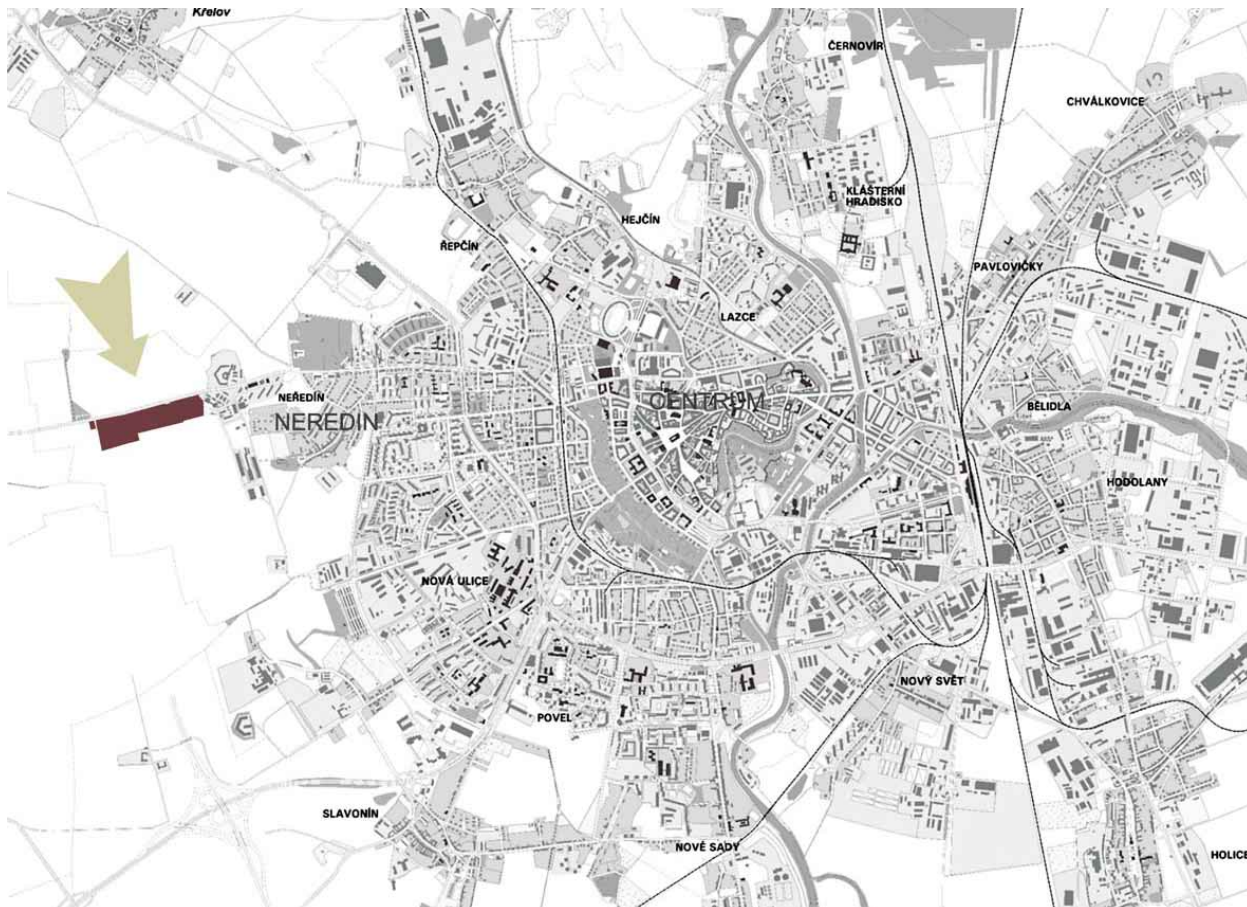 Křelov
ČERNOVÍR
CHVÁLKOVICE
KLÁŠTERNÍ
HRADISKO
HEJČÍN
ŘEPČÍN
PAVLOVIČKY
LAZCE
NEŘEDÍN
NEREDIN
CENTRUM
BĚLIDLA
HODOLANY
NOVÁ ULICE
NOVÝ SVĚT
POVEL
SLAVONÍN
NOVÉ SADY
HOLICE